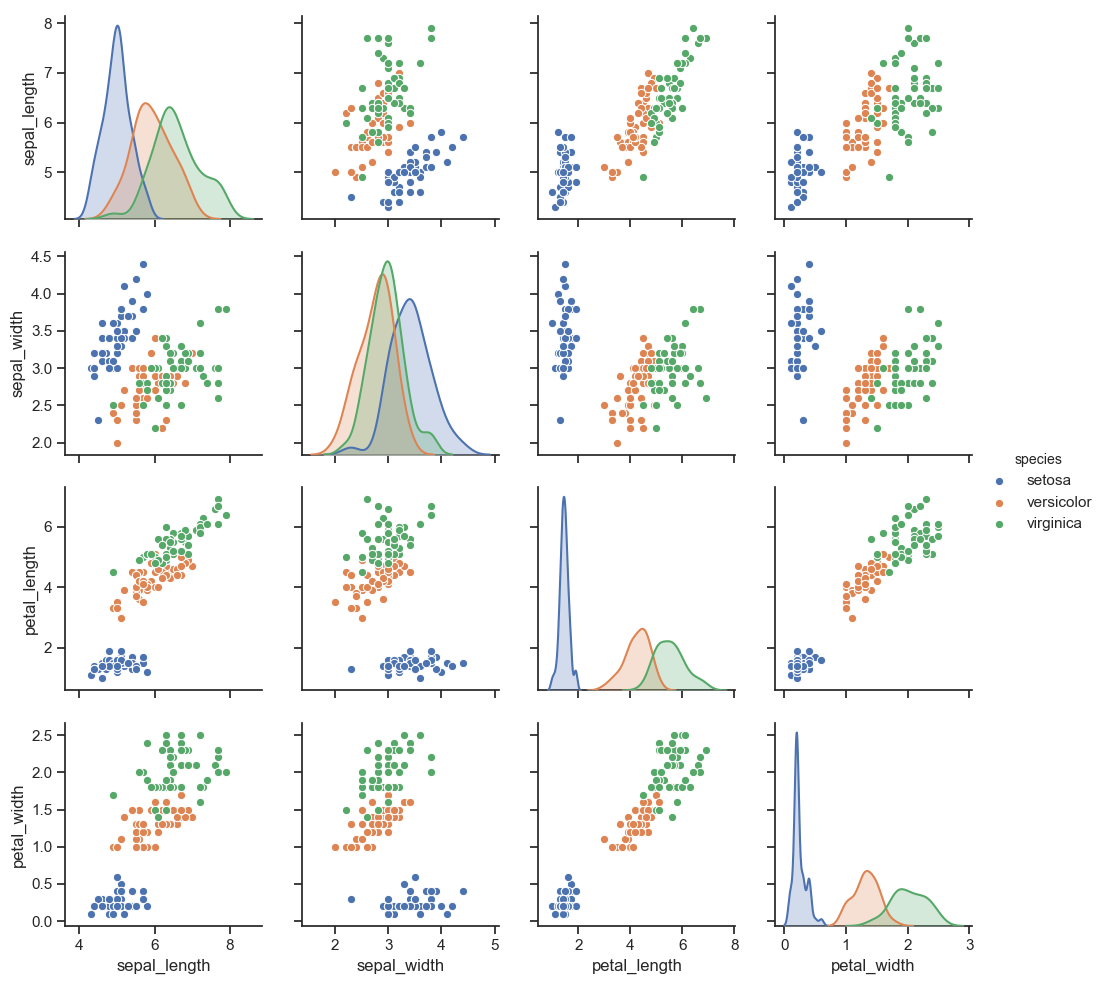 8
7
6
5
sepal_length
4 6 8
4.5
4.0
3.5
3.0
2.5
2.0
sepal_width
2 3 4 5
2 4 6 8
0 1 2 3
species
setosa
versicolor
virginica
6
4
2
petal_length
2.5
2.0
1.5
1.0
0.5
0.0
petal_width
sepal_length
sepal_width
petal_length
petal_width